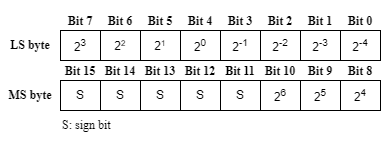 Bit 7 Bit 6 Bit 5 Bit 4 Bit 3 Bit 2 Bit 1 Bit 0
LS byte 2³ 2² 2¹ 2⁰ 2⁻¹ 2⁻² 2⁻³ 2⁻⁴
Bit 15 Bit 14 Bit 13 Bit 12 Bit 11 Bit 10 Bit 9 Bit 8
MS byte S S S S S 2⁶ 2⁵ 2⁴
S: sign bit